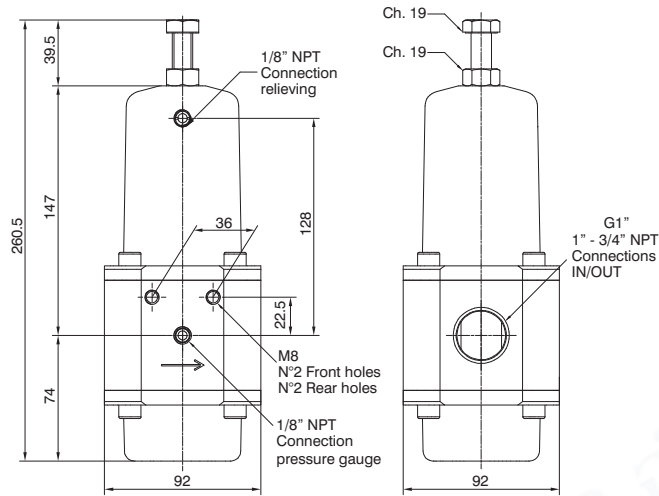 260.5
39.5
147
74
1/8” NPT
Connection
relieving
36
128
22.5
M8
N°2 Front holes
N°2 Rear holes
1/8” NPT
Connection
pressure gauge
92
Ch. 19
Ch. 19
G1”
1” - 3/4” NPT
Connections
IN/OUT
92